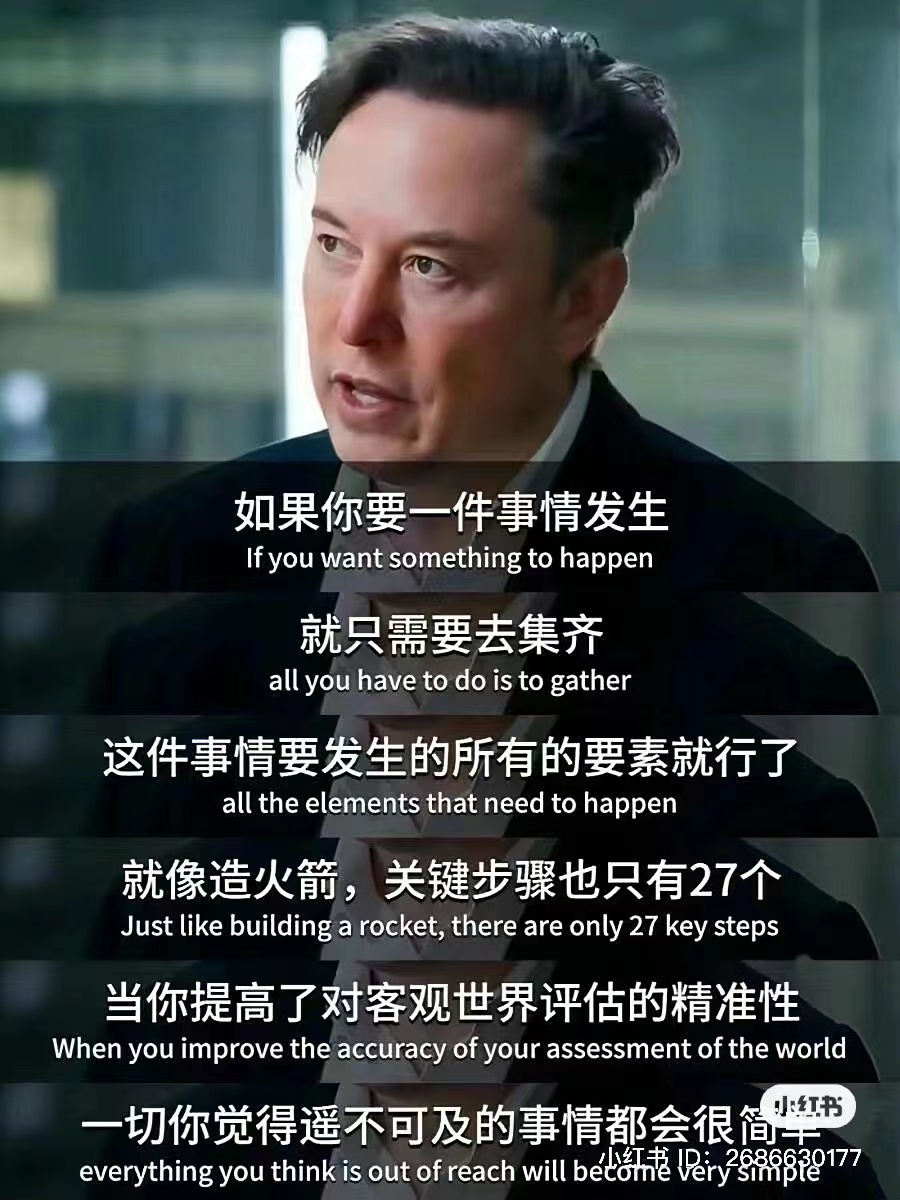 如果你要一件事情发生
If you want something to happen
就只需要去集齐
all you have to do is to gather
这件事情要发生的所有的要素就行了
all the elements that need to happen
就像造火箭，关键步骤也只有27个
Just like building a rocket, there are only 27 key steps
当你提高了对客观世界评估的精准性
When you improve the accuracy of your assessment of the world
小红书
一切你觉得遥不可及的事情都会很简单
小红书 ID: 2686630177
everything you think is out of reach will become very simple